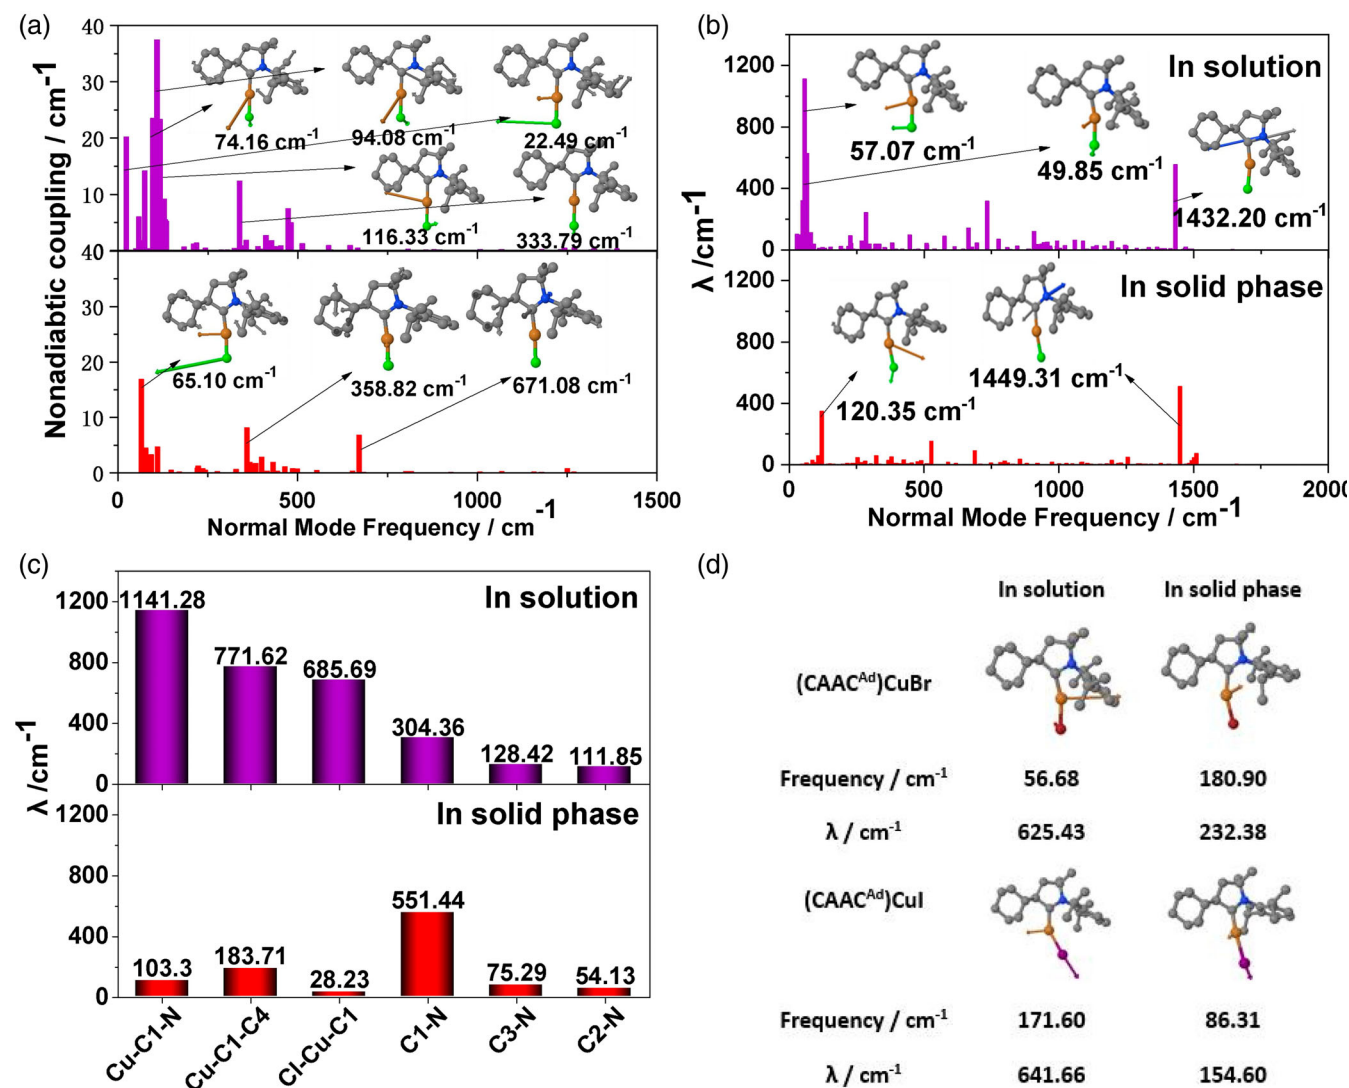 (a)
Nonadiabtic coupling / cm-1
40
30
20
10
40
30
20
10
0
74.16 cm-1
94.08 cm-1
22.49 cm-1
116.33 cm-1
333.79 cm-1
65.10 cm-1
358.82 cm-1
671.08 cm-1
0
500
1000
1500
Normal Mode Frequency / cm-1
(b)
λ /cm-1
1200
800
400
0
1200
800
400
0
In solution
57.07 cm-1
49.85 cm-1
1432.20 cm-1
In solid phase
120.35 cm-1
1449.31 cm-1
0
500
1000
1500
2000
Normal Mode Frequency / cm-1
(c)
λ /cm-1
1200
800
400
0
1200
800
400
0
In solution
1141.28
771.62
685.69
304.36
128.42
111.85
In solid phase
103.3
183.71
28.23
551.44
75.29
54.13
Cu-C1-N
Cu-C1-C4
Cl-Cu-C1
C1-N
C3-N
C2-N
(d)
In solution In solid phase
(CAACAd)CuBr
Frequency / cm-1 56.68 180.90
λ / cm-1 625.43 232.38
(CAACAd)CuI
Frequency / cm-1 171.60 86.31
λ / cm-1 641.66 154.60